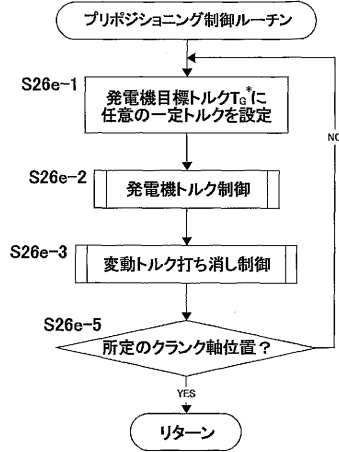 プリポジショニング制御ルーチン
S26e-1
発電機目標トルクTG*に
任意の一定トルクを設定
NO
S26e-2
発電機トルク制御
S26e-3
変動トルク打ち消し制御
S26e-5
所定のクランク軸位置?
YES
リターン